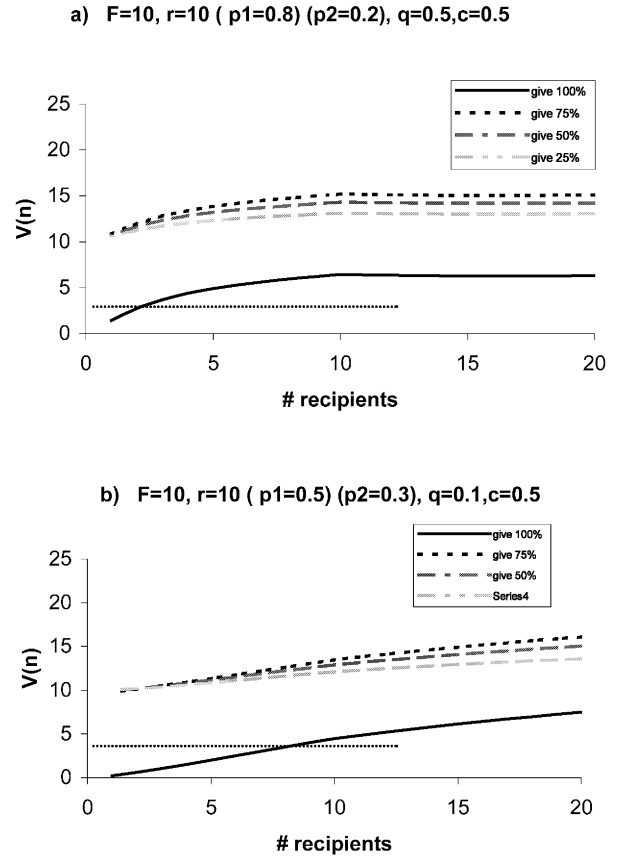 a) F=10, r=10 ( p1=0.8) (p2=0.2), q=0.5,c=0.5
give 100%
give 75%
give 50%
give 25%
25
20
15
10
5
0
V(n)
0 5 10 15 20
# recipients
b) F=10, r=10 ( p1=0.5) (p2=0.3), q=0.1,c=0.5
give 100%
give 75%
give 50%
Series4
25
20
15
10
5
0
V(n)
0 5 10 15 20
# recipients